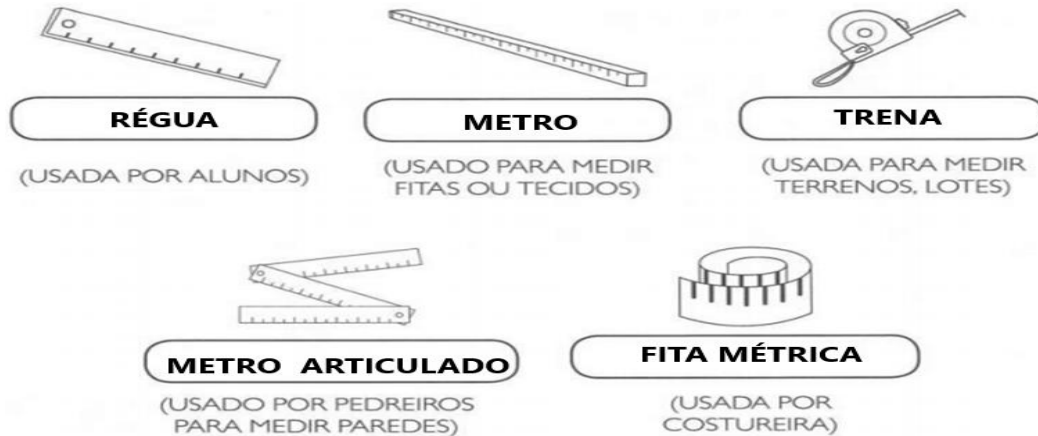 RÉGUA
(USADA POR ALUNOS)
METRO
(USADO PARA MEDIR
FITAS OU TECIDOS)
TRENA
(USADA PARA MEDIR
TERRENOS, LOTES)
METRO ARTICULADO
(USADO POR PEDREIROS
PARA MEDIR PAREDES)
FITA MÉTRICA
(USADA POR
COSTUREIRA)